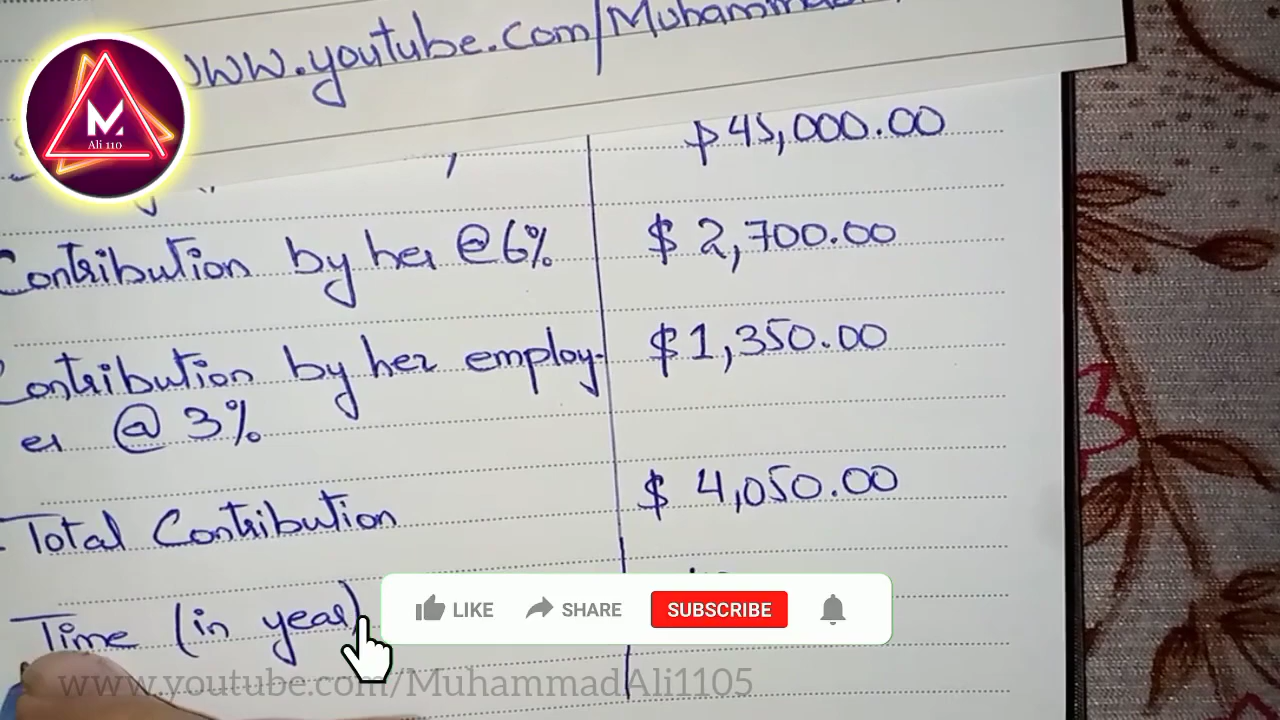 www.youtube.com/Muhammad
M
Ali 110
$45,000.00
Contribution by her @6% $2,700.00
Contribution by her employ- $1,350.00
er @ 3%
Total Contribution $4,050.00
Time (in year)
LIKE SHARE SUBSCRIBE
www.youtube.com/MuhammadAli1105